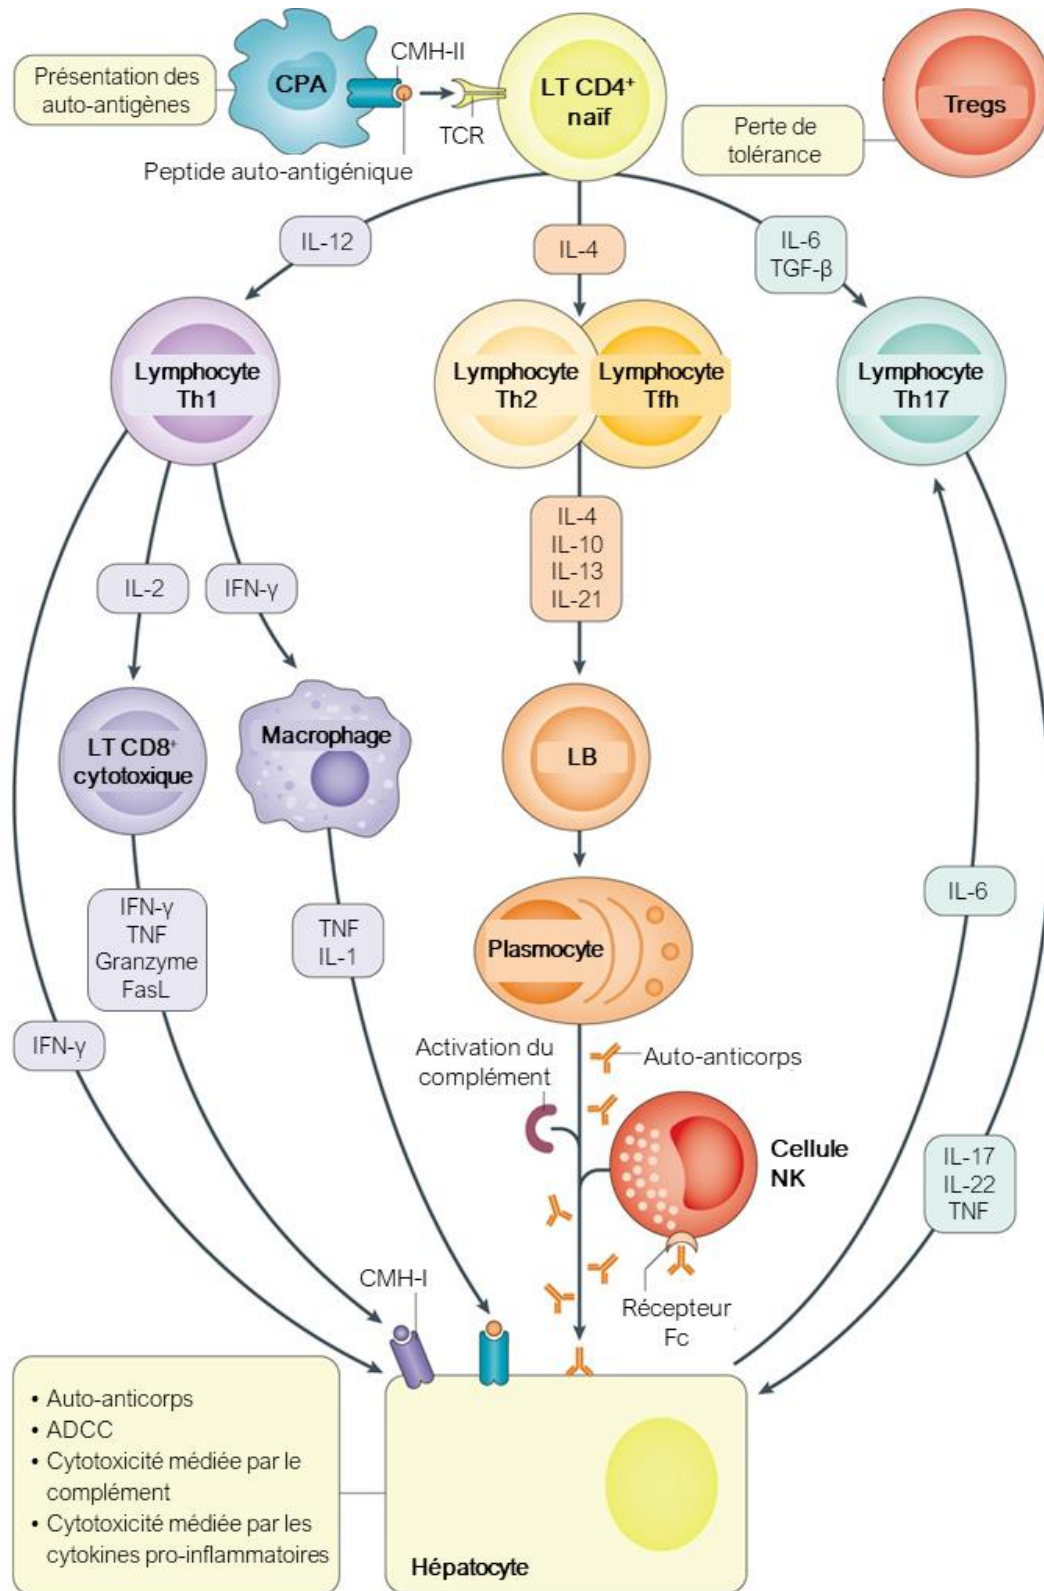 Présentation des
auto-antigènes
CPA
CMH-II
TCR
Peptide auto-antigénique
LT CD4⁺
naïf
Tregs
Perte de
tolérance
IL-12
IL-4
IL-6
TGF-β
Lymphocyte
Th1
Lymphocyte
Th2
Lymphocyte
Tfh
Lymphocyte
Th17
IL-2
IFN-γ
IL-4
IL-10
IL-13
IL-21
LT CD8⁺
cytotoxique
Macrophage
LB
IFN-γ
TNF
Granzyme
FasL
TNF
IL-1
Plasmocyte
IL-6
IFN-γ
Activation du
complément
Auto-anticorps
Cellule
NK
IL-17
IL-22
TNF
CMH-I
Récepteur
Fc
• Auto-anticorps
• ADCC
• Cytotoxicité médiée par le
complément
• Cytotoxicité médiée par les
cytokines pro-inflammatoires
Hépatocyte